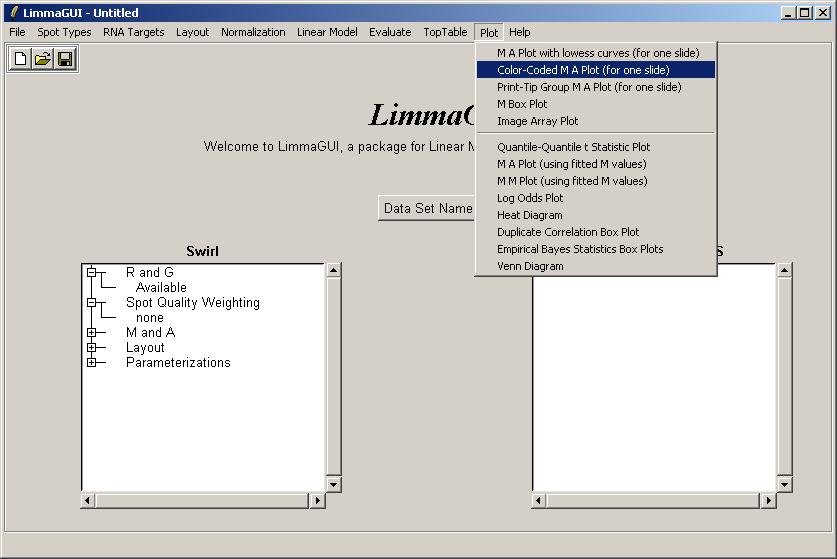 LimmaGUI - Untitled
File Spot Types RNA Targets Layout Normalization Linear Model Evaluate TopTable Plot Help
M A Plot with lowess curves (for one slide)
Color-Coded M A Plot (for one slide)
Print-Tip Group M A Plot (for one slide)
M Box Plot
Image Array Plot
Quantile-Quantile t Statistic Plot
M A Plot (using fitted M values)
M M Plot (using fitted M values)
Log Odds Plot
Heat Diagram
Duplicate Correlation Box Plot
Empirical Bayes Statistics Box Plots
Venn Diagram
Welcome to LimmaGUI, a package for Linear
Data Set Name
Swirl
R and G
Available
Spot Quality Weighting
none
M and A
Layout
Parameterizations